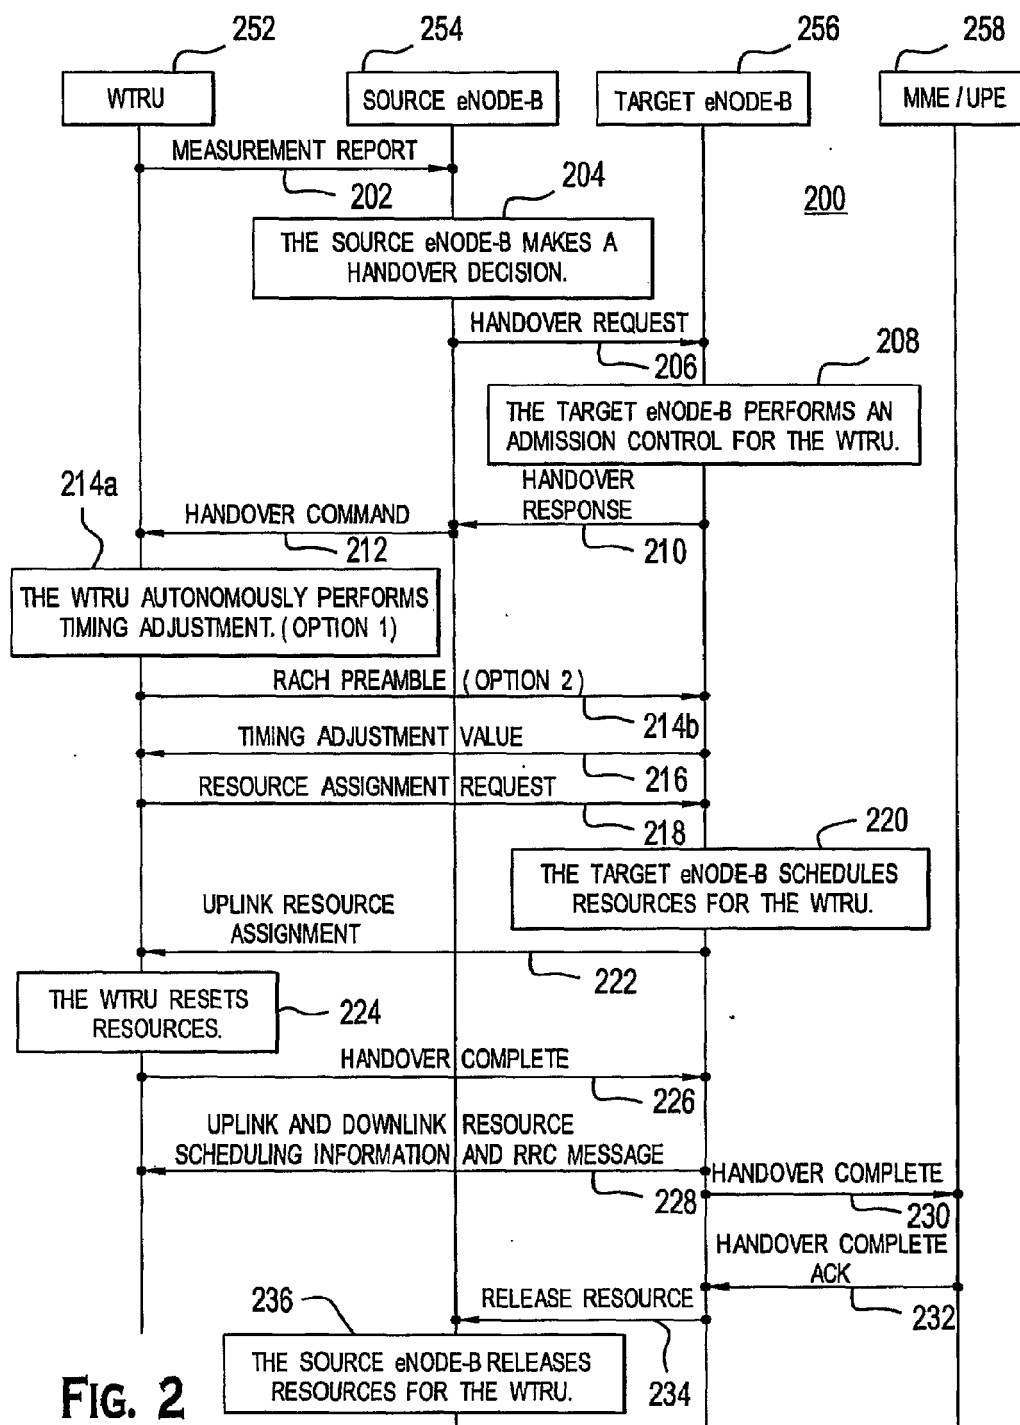 252
254
256
258
WTRU
SOURCE eNODE-B
TARGET eNODE-B
MME / UPE
MEASUREMENT REPORT
202
204
200
THE SOURCE eNODE-B MAKES A
HANDOVER DECISION.
HANDOVER REQUEST
206
208
THE TARGET eNODE-B PERFORMS AN
ADMISSION CONTROL FOR THE WTRU.
HANDOVER
RESPONSE
210
214a
HANDOVER COMMAND
212
THE WTRU AUTONOMOUSLY PERFORMS
TIMING ADJUSTMENT. (OPTION 1)
RACH PREAMBLE (OPTION 2)
214b
TIMING ADJUSTMENT VALUE
216
RESOURCE ASSIGNMENT REQUEST
218
220
THE TARGET eNODE-B SCHEDULES
RESOURCES FOR THE WTRU.
UPLINK RESOURCE
ASSIGNMENT
222
THE WTRU RESETS
RESOURCES.
224
HANDOVER COMPLETE
226
UPLINK AND DOWNLINK RESOURCE
SCHEDULING INFORMATION AND RRC MESSAGE
228
HANDOVER COMPLETE
230
HANDOVER COMPLETE
ACK
232
RELEASE RESOURCE
234
236
THE SOURCE eNODE-B RELEASES
RESOURCES FOR THE WTRU.
FIG. 2